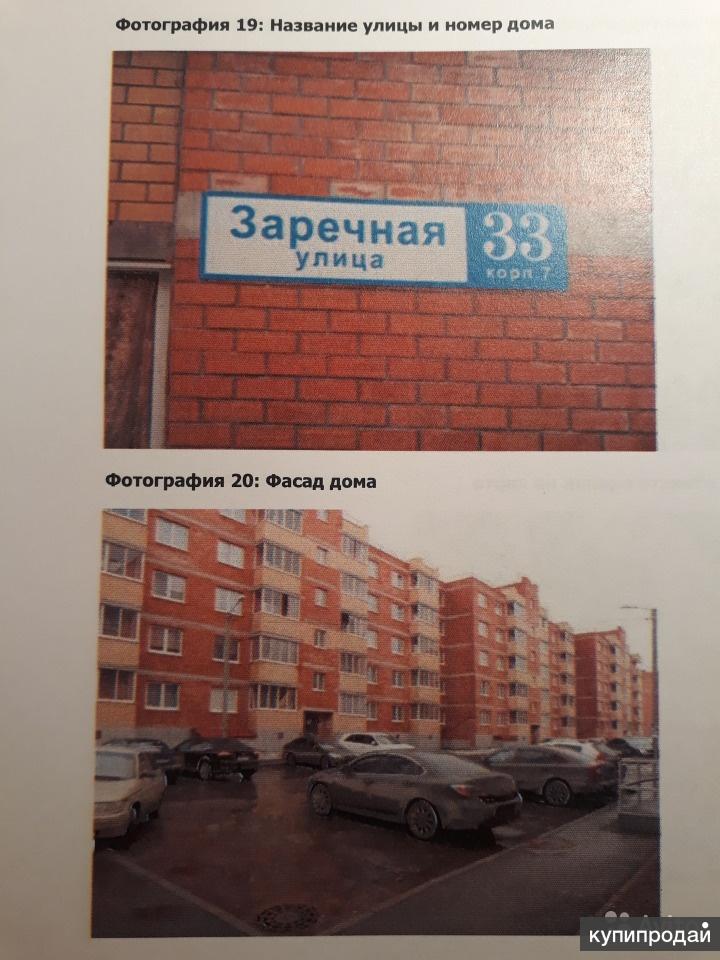 Фотография 19: Название улицы и номер дома
Заречная
улица
33
корп 7
Фотография 20: Фасад дома
купипродай